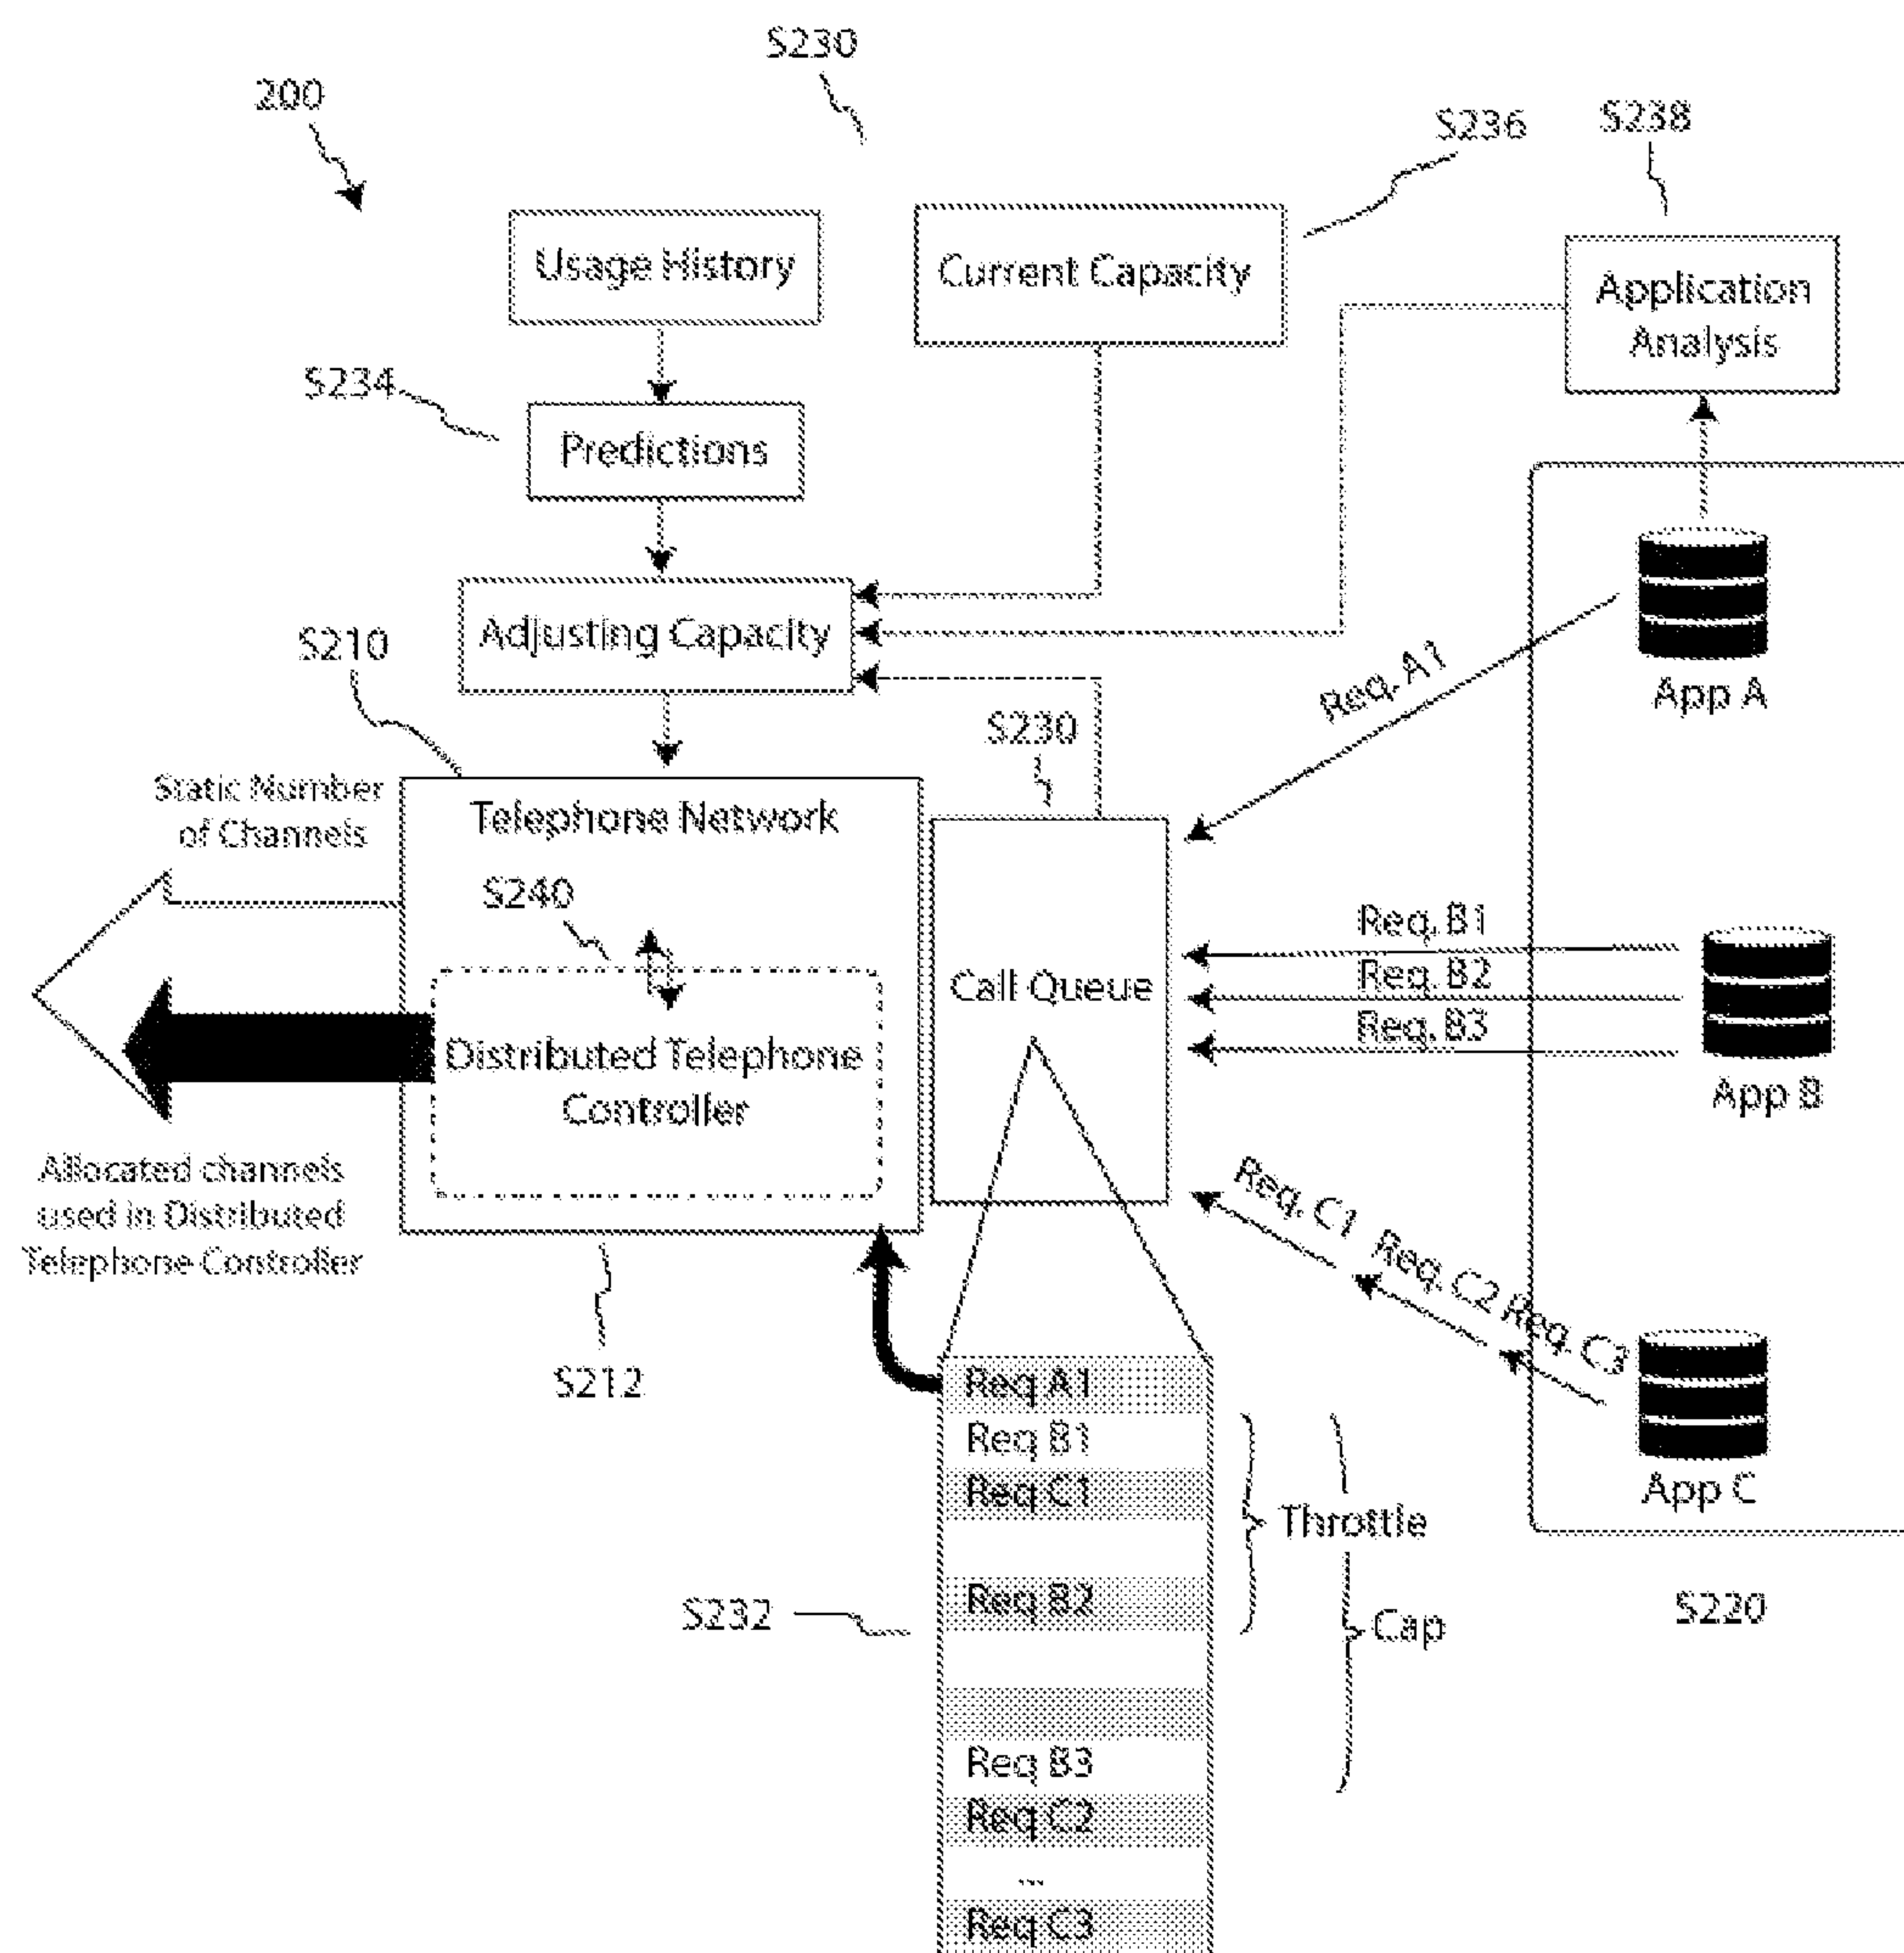 S230
200
S236
S238
Usage History
Current Capacity
Application
Analysis
S234
Predictions
Adjusting Capacity
S210
S230
Req. A1
App A
Static Number
of Channels
Telephone Network
S240
Call Queue
Req. B1
Req. B2
Req. B3
App B
Distributed Telephone
Controller
Allocated channels
used in Distributed
Telephone Controller
Req. C1
Req. C2
Req. C3
S212
App C
Req A1
Req B1
Req C1
Throttle
Req B2
S232
Cap
S220
Req B3
Req C2
...
Req C3